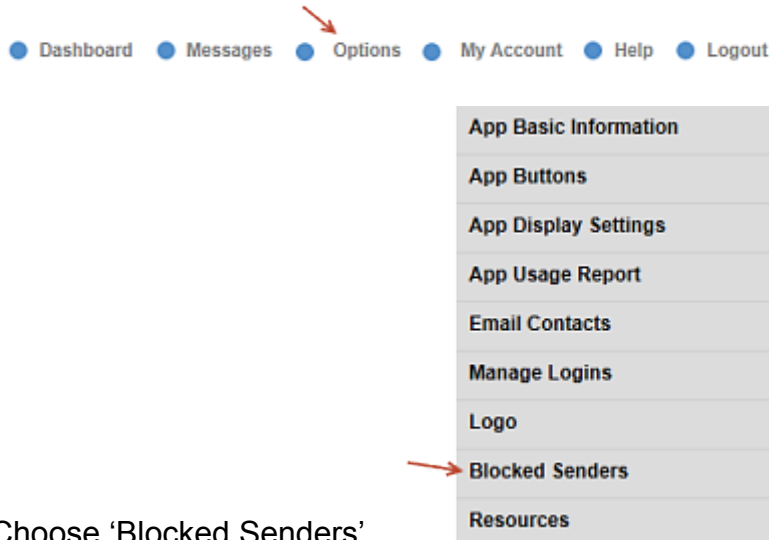 Dashboard Messages Options My Account Help Logout
App Basic Information
App Buttons
App Display Settings
App Usage Report
Email Contacts
Manage Logins
Logo
Blocked Senders
Resources
Choose ‘Blocked Senders’